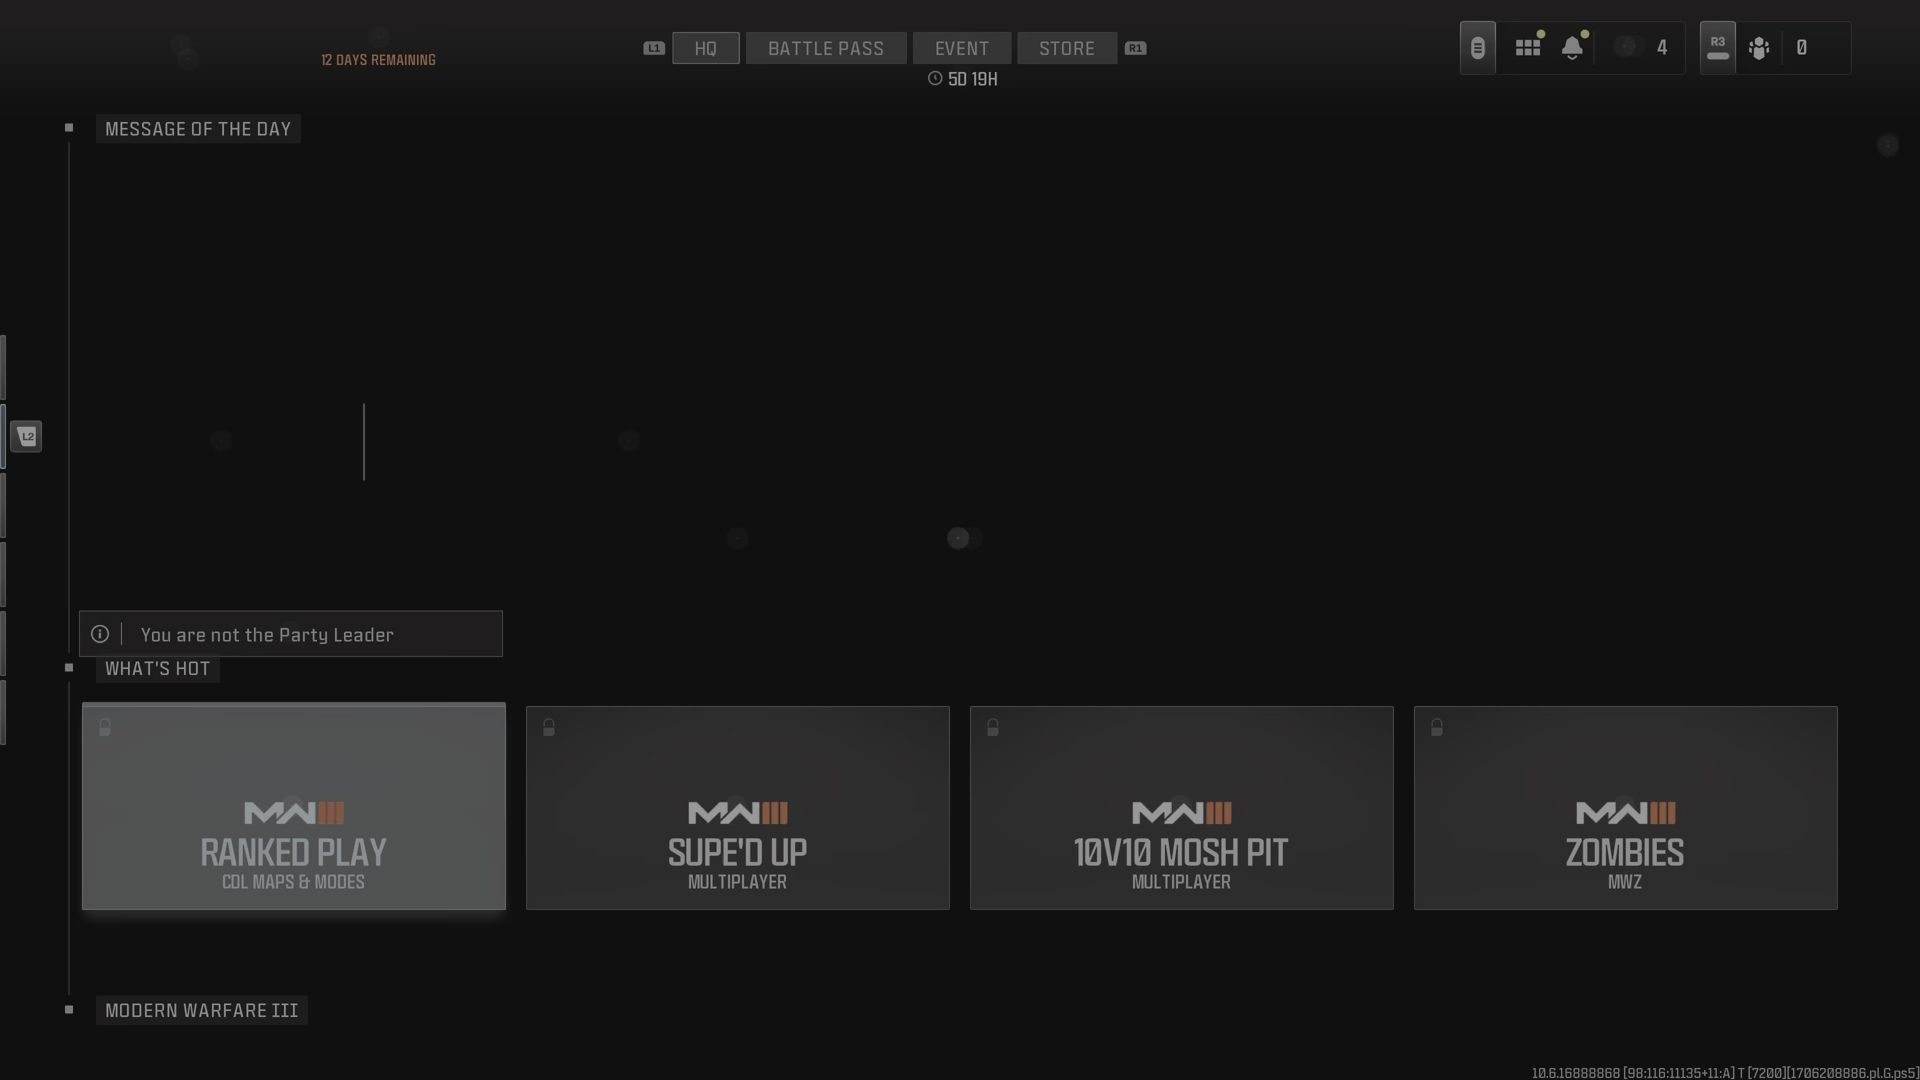 12 DAYS REMAINING
L1 HQ BATTLE PASS EVENT STORE R1
5D 19H
4
R3
0
MESSAGE OF THE DAY
L2
You are not the Party Leader
WHAT'S HOT
MWIII
RANKED PLAY
CDL MAPS & MODES
MWIII
SUPE'D UP
MULTIPLAYER
MWIII
10V10 MOSH PIT
MULTIPLAYER
MWIII
ZOMBIES
MWZ
MODERN WARFARE III
10.6.16888868 [98:116:11135+11:A] T [7200][1706208886.pl.G.ps5]